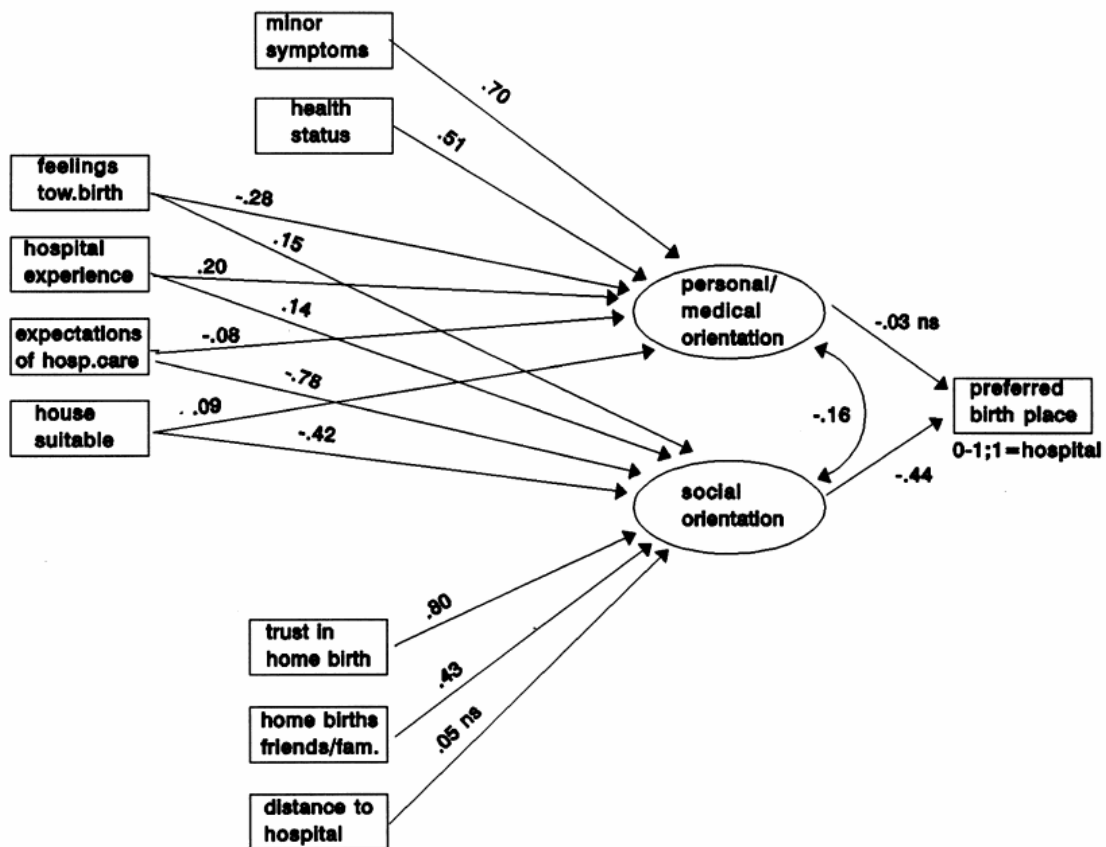 minor
symptoms
.70
health
status
.51
feelings
tow.birth
-.28
.15
hospital
experience
.20
.14
expectations
of hosp.care
-.08
-.78
house
suitable
.09
-.42
personal/
medical
orientation
-.03 ns
-.16
preferred
birth place
0-1;1=hospital
-.44
social
orientation
trust in
home birth
.80
home births
friends/fam.
.43
distance to
hospital
.05 ns